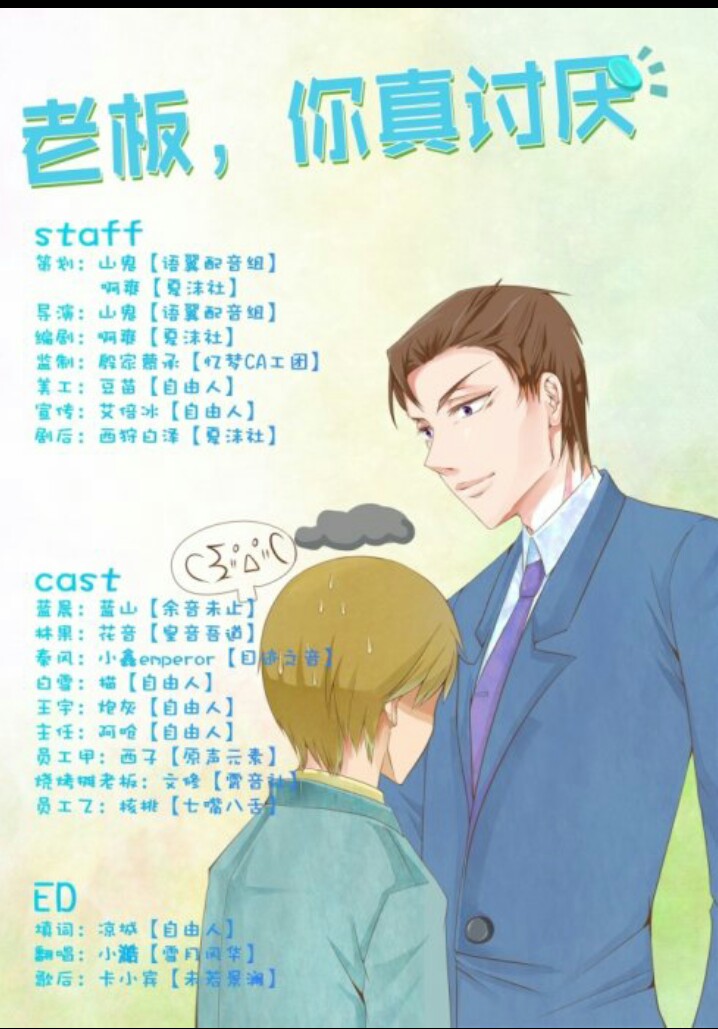 老板，你真讨厌
staff
策划：山鬼【语翼配音组】
啊爽【夏沫社】
导演：山鬼【语翼配音组】
编剧：啊爽【夏沫社】
监制：殷家萧承【忆梦CA工团】
美工：豆苗【自由人】
宣传：艾倍冰【自由人】
剧后：西狩白泽【夏沫社】
cast
蓝晨：蓝山【余音未止】
林果：花音【皇音吾道】
秦风：小鑫emperor【目迹之音】
白雪：猫【自由人】
王宇：炮灰【自由人】
主任：阿哈【自由人】
员工甲：西子【原声元素】
烧烤摊老板：文修【霄音社】
员工乙：核桃【七嘴八舌】
ED
填词：凉城【自由人】
翻唱：小澔【雪月风华】
歌后：卡小宾【未若景澜】